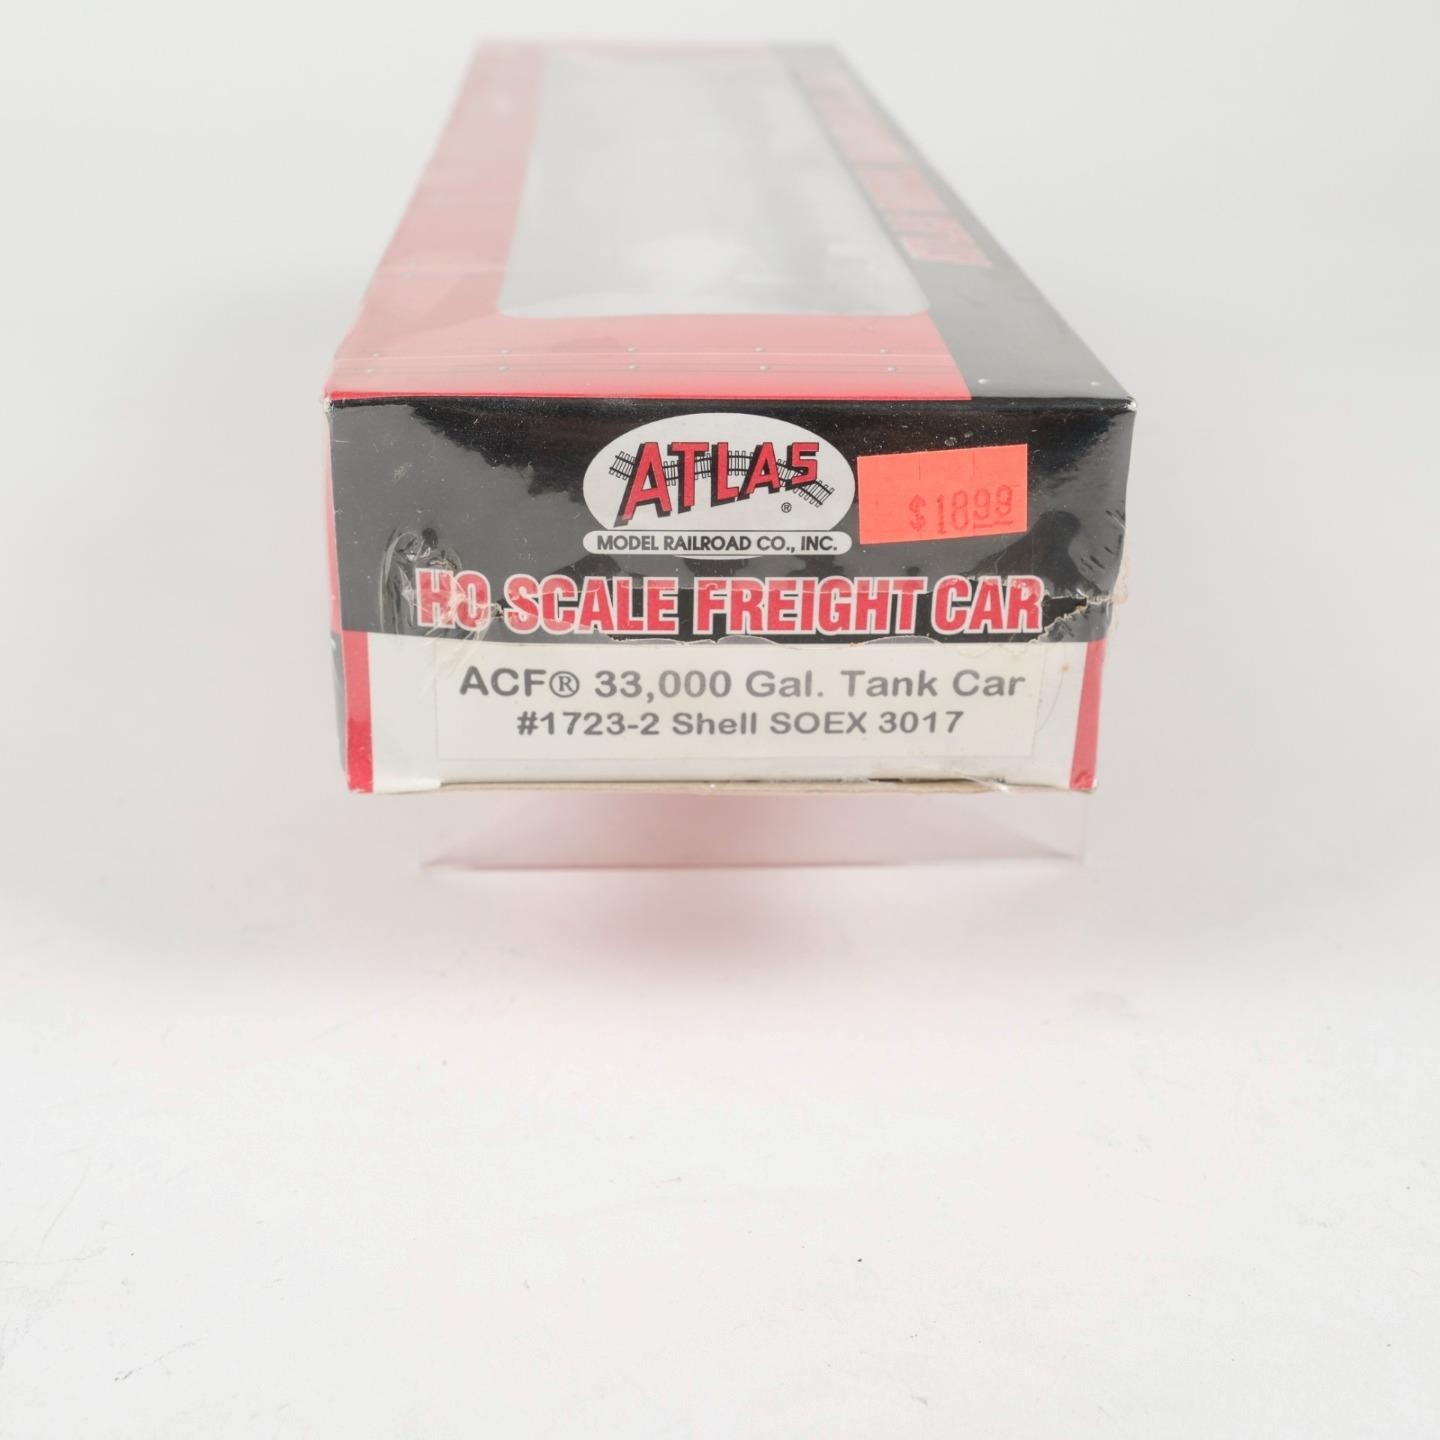 ATLAS
®
MODEL RAILROAD CO., INC.
$18.99
HO SCALE FREIGHT CAR
ACF® 33,000 Gal. Tank Car
#1723-2 Shell SOEX 3017